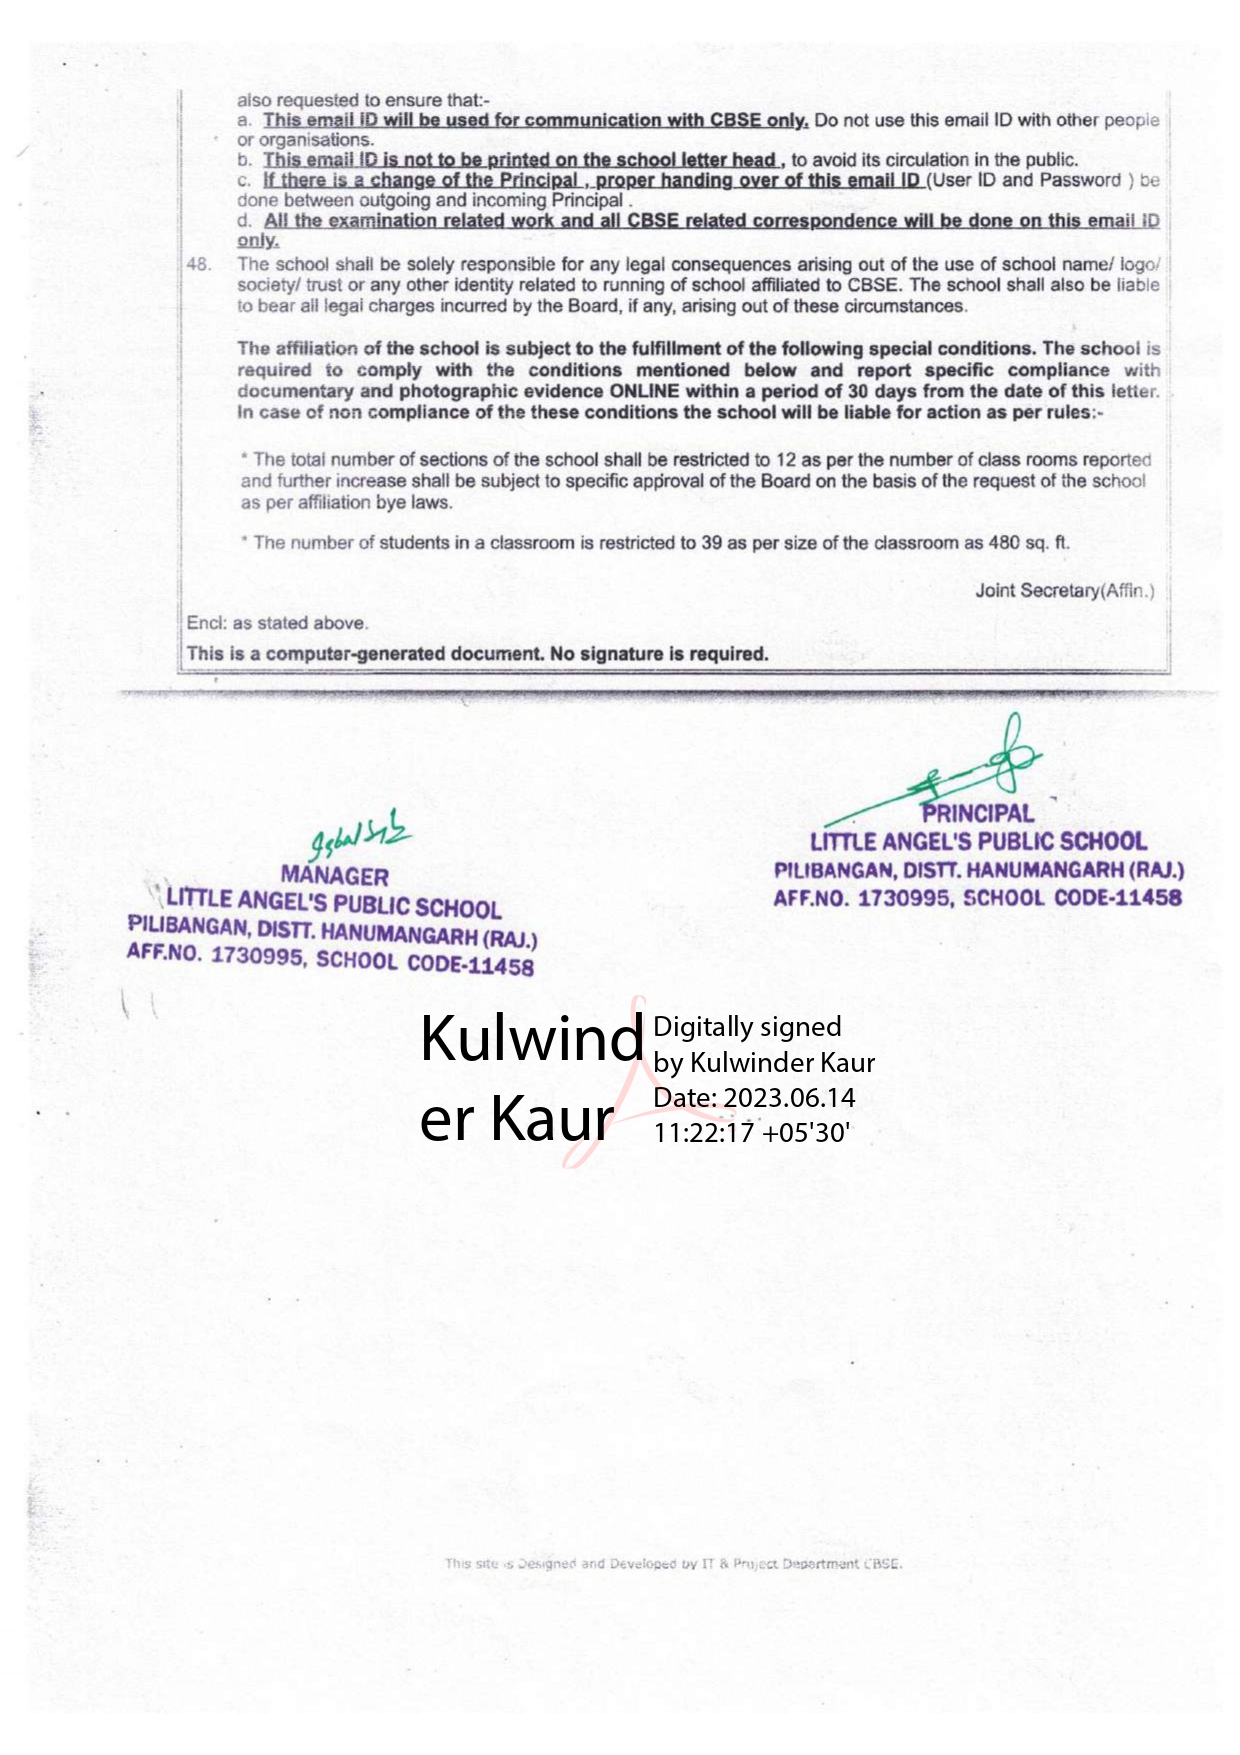 also requested to ensure that:-
a. This email ID will be used for communication with CBSE only. Do not use this email ID with other people
or organisations.
b. This email ID is not to be printed on the school letter head , to avoid its circulation in the public.
c. If there is a change of the Principal , proper handing over of this email ID (User ID and Password ) be
done between outgoing and incoming Principal .
d. All the examination related work and all CBSE related correspondence will be done on this email ID
only.
48. The school shall be solely responsible for any legal consequences arising out of the use of school name/ logo/
society/ trust or any other identity related to running of school affiliated to CBSE. The school shall also be liable
to bear all legal charges incurred by the Board, if any, arising out of these circumstances.
The affiliation of the school is subject to the fulfillment of the following special conditions. The school is
required to comply with the conditions mentioned below and report specific compliance with
documentary and photographic evidence ONLINE within a period of 30 days from the date of this letter.
In case of non compliance of the these conditions the school will be liable for action as per rules:-
* The total number of sections of the school shall be restricted to 12 as per the number of class rooms reported
and further increase shall be subject to specific approval of the Board on the basis of the request of the school
as per affiliation bye laws.
* The number of students in a classroom is restricted to 39 as per size of the classroom as 480 sq. ft.
Joint Secretary(Affin.)
Encl: as stated above.
This is a computer-generated document. No signature is required.
PRINCIPAL
LITTLE ANGEL'S PUBLIC SCHOOL
PILIBANGAN, DISTT. HANUMANGARH (RAJ.)
AFF.NO. 1730995, SCHOOL CODE-11458
MANAGER
LITTLE ANGEL'S PUBLIC SCHOOL
PILIBANGAN, DISTT. HANUMANGARH (RAJ.)
AFF.NO. 1730995, SCHOOL CODE-11458
Kulwind
er Kaur
Digitally signed
by Kulwinder Kaur
Date: 2023.06.14
11:22:17 +05'30'
This site is Designed and Developed by IT & Project Department CBSE.